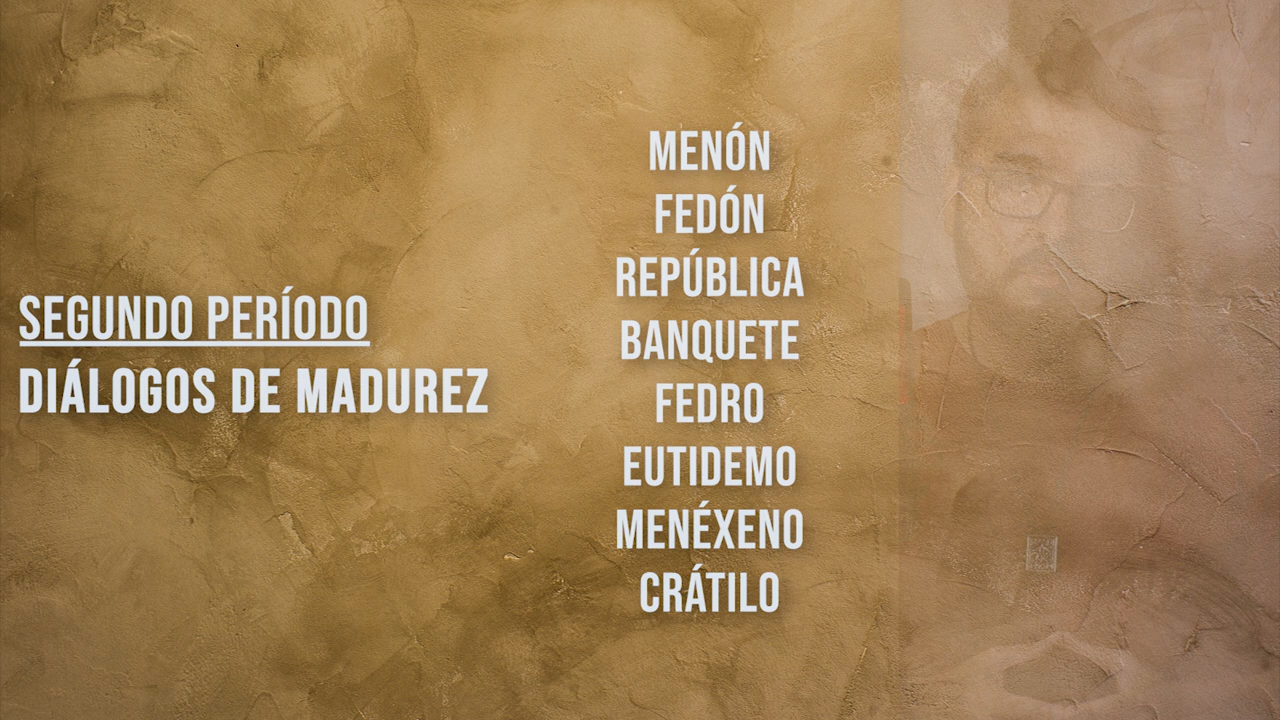 SEGUNDO PERÍODO
DIÁLOGOS DE MADUREZ
MENÓN
FEDÓN
REPÚBLICA
BANQUETE
FEDRO
EUTIDEMO
MENÉXENO
CRÁTILO